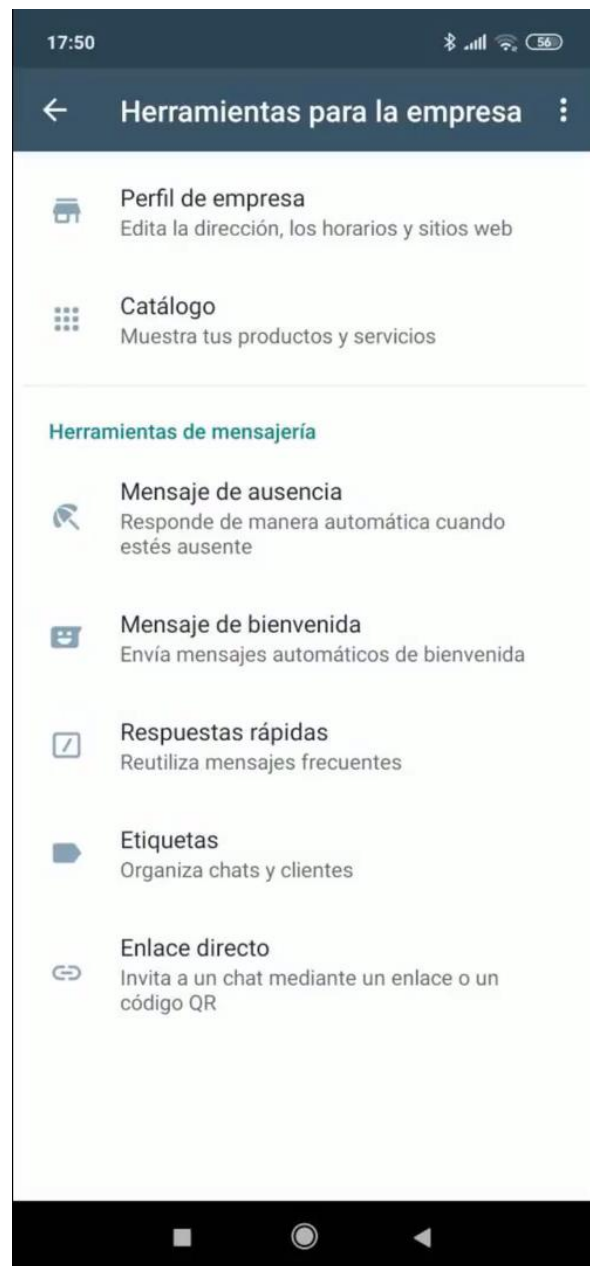 17:50
56
Herramientas para la empresa
Perfil de empresa
Edita la dirección, los horarios y sitios web
Catálogo
Muestra tus productos y servicios
Herramientas de mensajería
Mensaje de ausencia
Responde de manera automática cuando
estés ausente
Mensaje de bienvenida
Envía mensajes automáticos de bienvenida
Respuestas rápidas
Reutiliza mensajes frecuentes
Etiquetas
Organiza chats y clientes
Enlace directo
Invita a un chat mediante un enlace o un
código QR